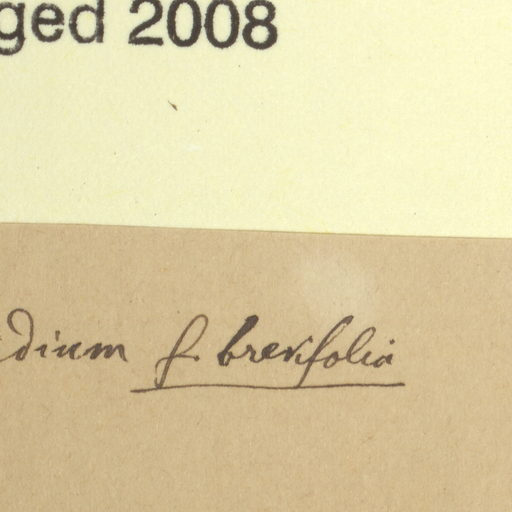 ged 2008
dium f. brevifolia